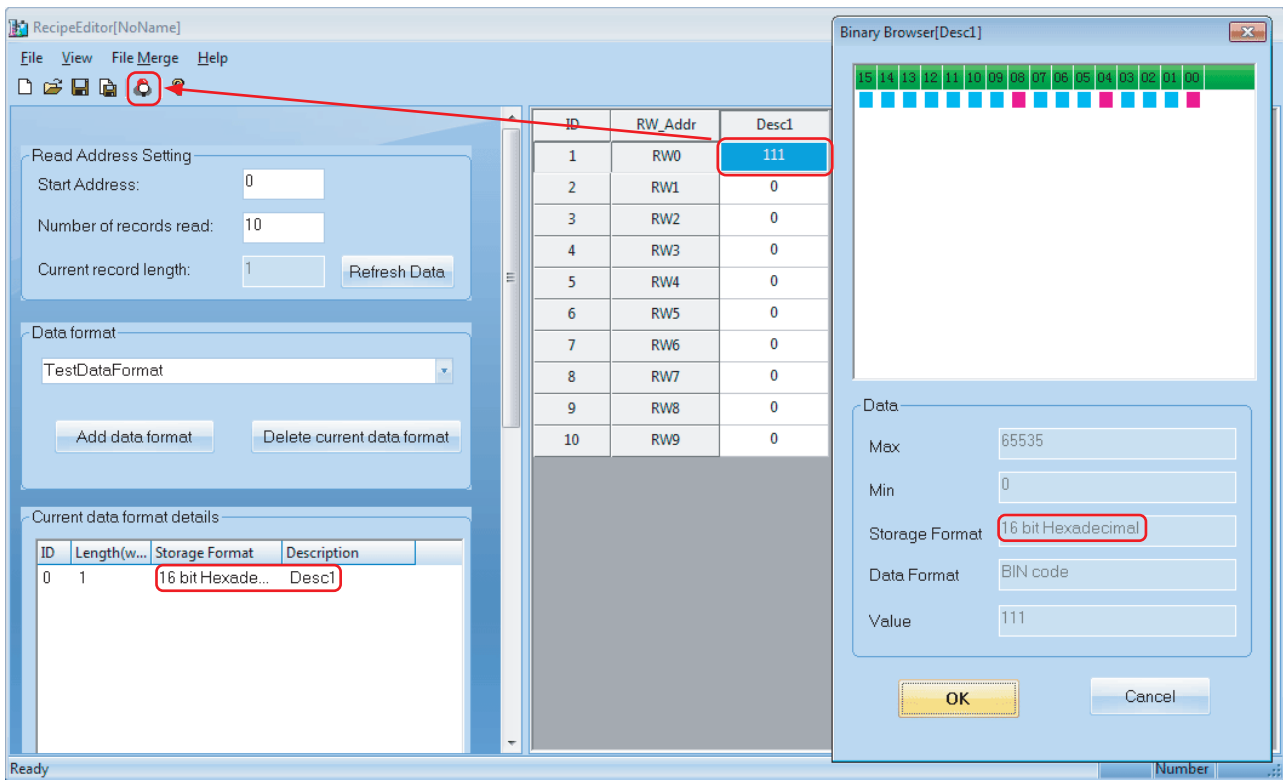 RecipeEditor[NoName]
File View File Merge Help
Read Address Setting
Start Address: 0
Number of records read: 10
Current record length: 1 Refresh Data
Data format
TestDataFormat
Add data format Delete current data format
Current data format details
ID Length(w... Storage Format Description
0 1 16 bit Hexade... Desc1
ID RW_Addr Desc1
1 RW0 111
2 RW1 0
3 RW2 0
4 RW3 0
5 RW4 0
6 RW5 0
7 RW6 0
8 RW7 0
9 RW8 0
10 RW9 0
Binary Browser[Desc1]
15 14 13 12 11 10 09 08 07 06 05 04 03 02 01 00
Data
Max 65535
Min 0
Storage Format 16 bit Hexadecimal
Data Format BIN code
Value 111
OK Cancel
Ready Number